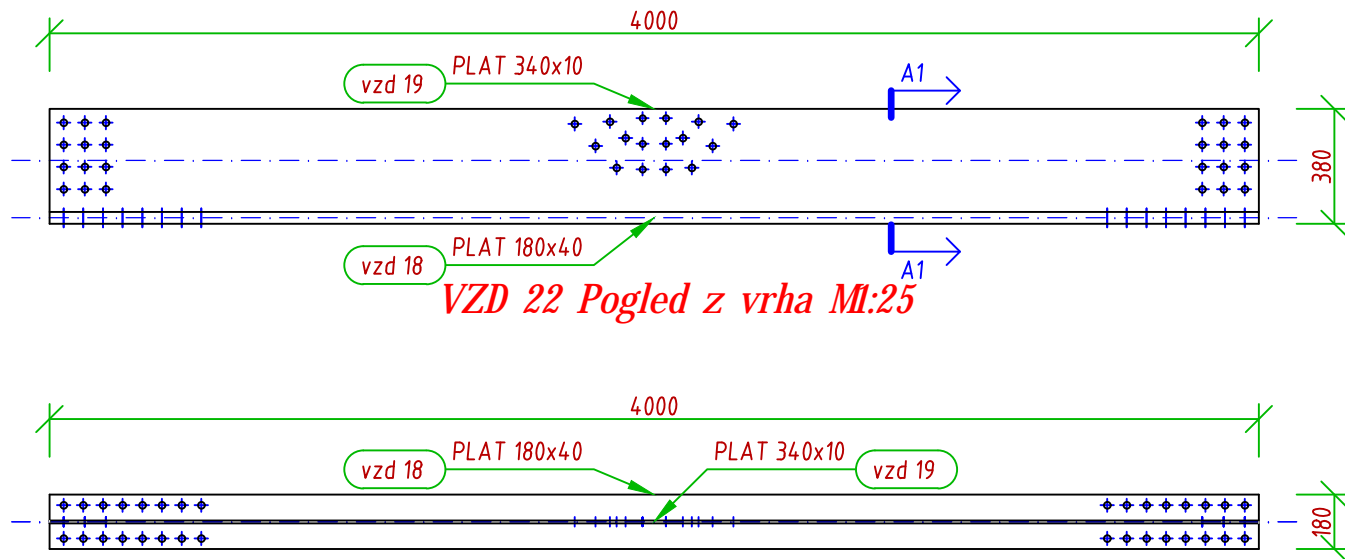 4000
PLAT 340x10
vzd 19
A1
380
PLAT 180x40
vzd 18
A1
VZD 22 Pogled z vrha M1:25
4000
PLAT 180x40
PLAT 340x10
vzd 18
vzd 19
180